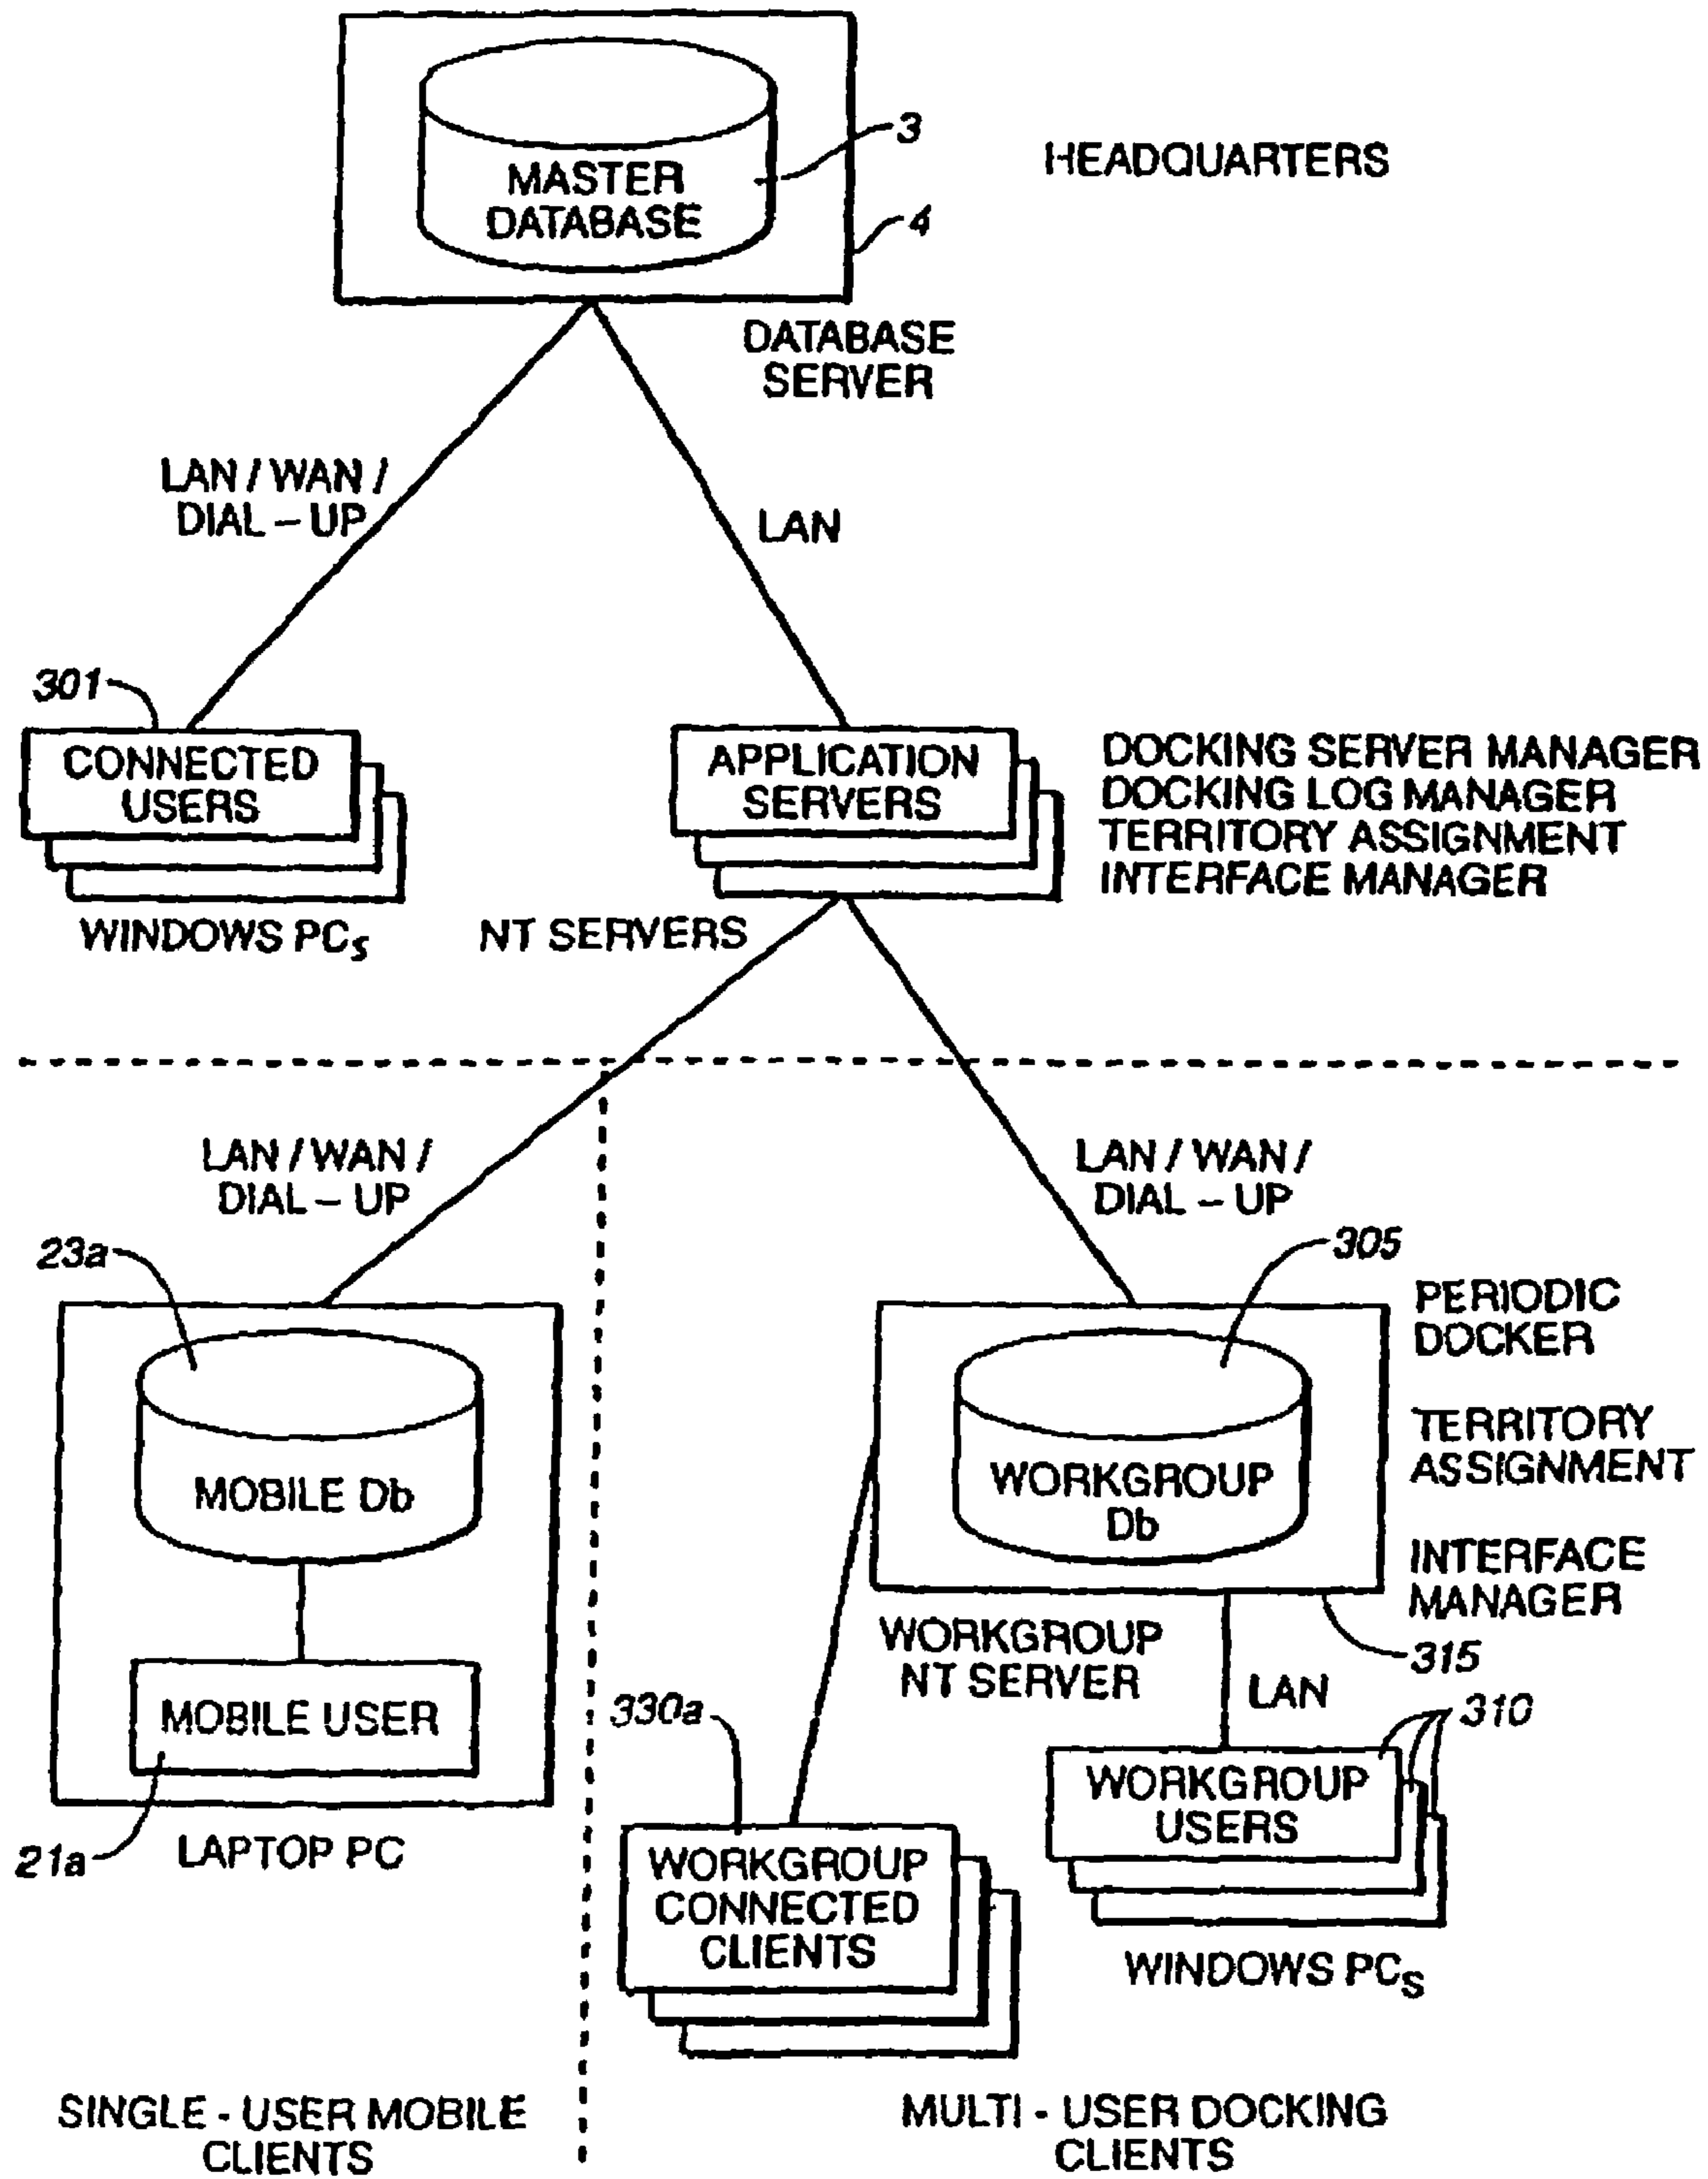 3
HEADQUARTERS
MASTER
DATABASE
4
DATABASE
SERVER
LAN / WAN /
DIAL - UP
LAN
301
CONNECTED
USERS
WINDOWS PCs
APPLICATION
SERVERS
NT SERVERS
DOCKING SERVER MANAGER
DOCKING LOG MANAGER
TERRITORY ASSIGNMENT
INTERFACE MANAGER
LAN / WAN /
DIAL - UP
LAN / WAN /
DIAL - UP
23a
MOBILE Db
MOBILE USER
21a
LAPTOP PC
305
PERIODIC
DOCKER
TERRITORY
ASSIGNMENT
INTERFACE
MANAGER
WORKGROUP
Db
315
WORKGROUP
NT SERVER
LAN
310
330a
WORKGROUP
USERS
WINDOWS PCs
WORKGROUP
CONNECTED
CLIENTS
SINGLE - USER MOBILE
CLIENTS
MULTI - USER DOCKING
CLIENTS